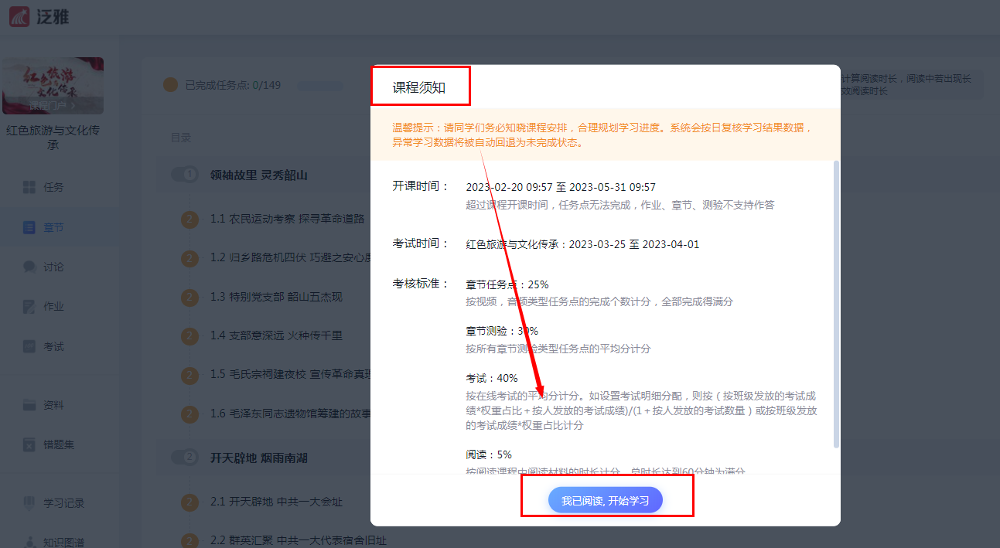 泛雅
红色旅游
与
文化传承
课程门户 >
红色旅游与文化传
承
任务
章节
讨论
作业
考试
资料
错题集
学习记录
知识图谱
已完成任务点: 0/149
计算阅读时长，阅读中若出现长
效阅读时长
目录
1 领袖故里 灵秀韶山
2 1.1 农民运动考察 探寻革命道路
2 1.2 归乡路危机四伏 巧避之安心度
2 1.3 特别党支部 韶山五杰现
2 1.4 支部意深远 火种传千里
2 1.5 毛氏宗祠建夜校 宣传革命真理
2 1.6 毛泽东同志遗物馆筹建的故事
2 开天辟地 烟雨南湖
2 2.1 开天辟地 中共一大会址
2 2.2 群英汇聚 中共一大代表宿舍旧址
课程须知
温馨提示：请同学们务必知晓课程安排，合理规划学习进度。系统会按日复核学习结果数据，
异常学习数据将被自动回退为未完成状态。
开课时间： 2023-02-20 09:57 至 2023-05-31 09:57
超过课程开课时间，任务点无法完成，作业、章节、测验不支持作答
考试时间： 红色旅游与文化传承：2023-03-25 至 2023-04-01
考核标准： 章节任务点：25%
按视频，音频类型任务点的完成个数计分，全部完成得满分
章节测验：30%
按所有章节测验类型任务点的平均分计分
考试：40%
按在线考试的平均分计分。如设置考试明细分配，则按（按班级发放的考试成
绩*权重占比＋按人发放的考试成绩)/(1＋按人发放的考试数量）或按班级发放
的考试成绩*权重占比计分
阅读：5%
按阅读课程中阅读材料的时长计分，总时长达到60分钟为满分
我已阅读, 开始学习